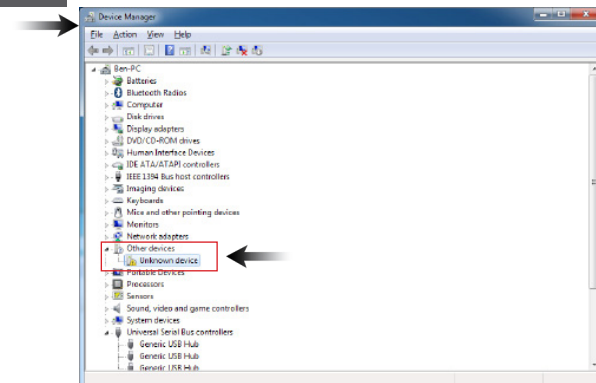 Device Manager
File Action View Help
Ben-PC
Batteries
Bluetooth Radios
Computer
Disk drives
Display adapters
DVD/CD-ROM drives
Human Interface Devices
IDE ATA/ATAPI controllers
IEEE 1394 Bus host controllers
Imaging devices
Keyboards
Mice and other pointing devices
Monitors
Network adapters
Other devices
Unknown device
Portable Devices
Processors
Sensors
Sound, video and game controllers
System devices
Universal Serial Bus controllers
Generic USB Hub
Generic USB Hub
Generic USB Hub